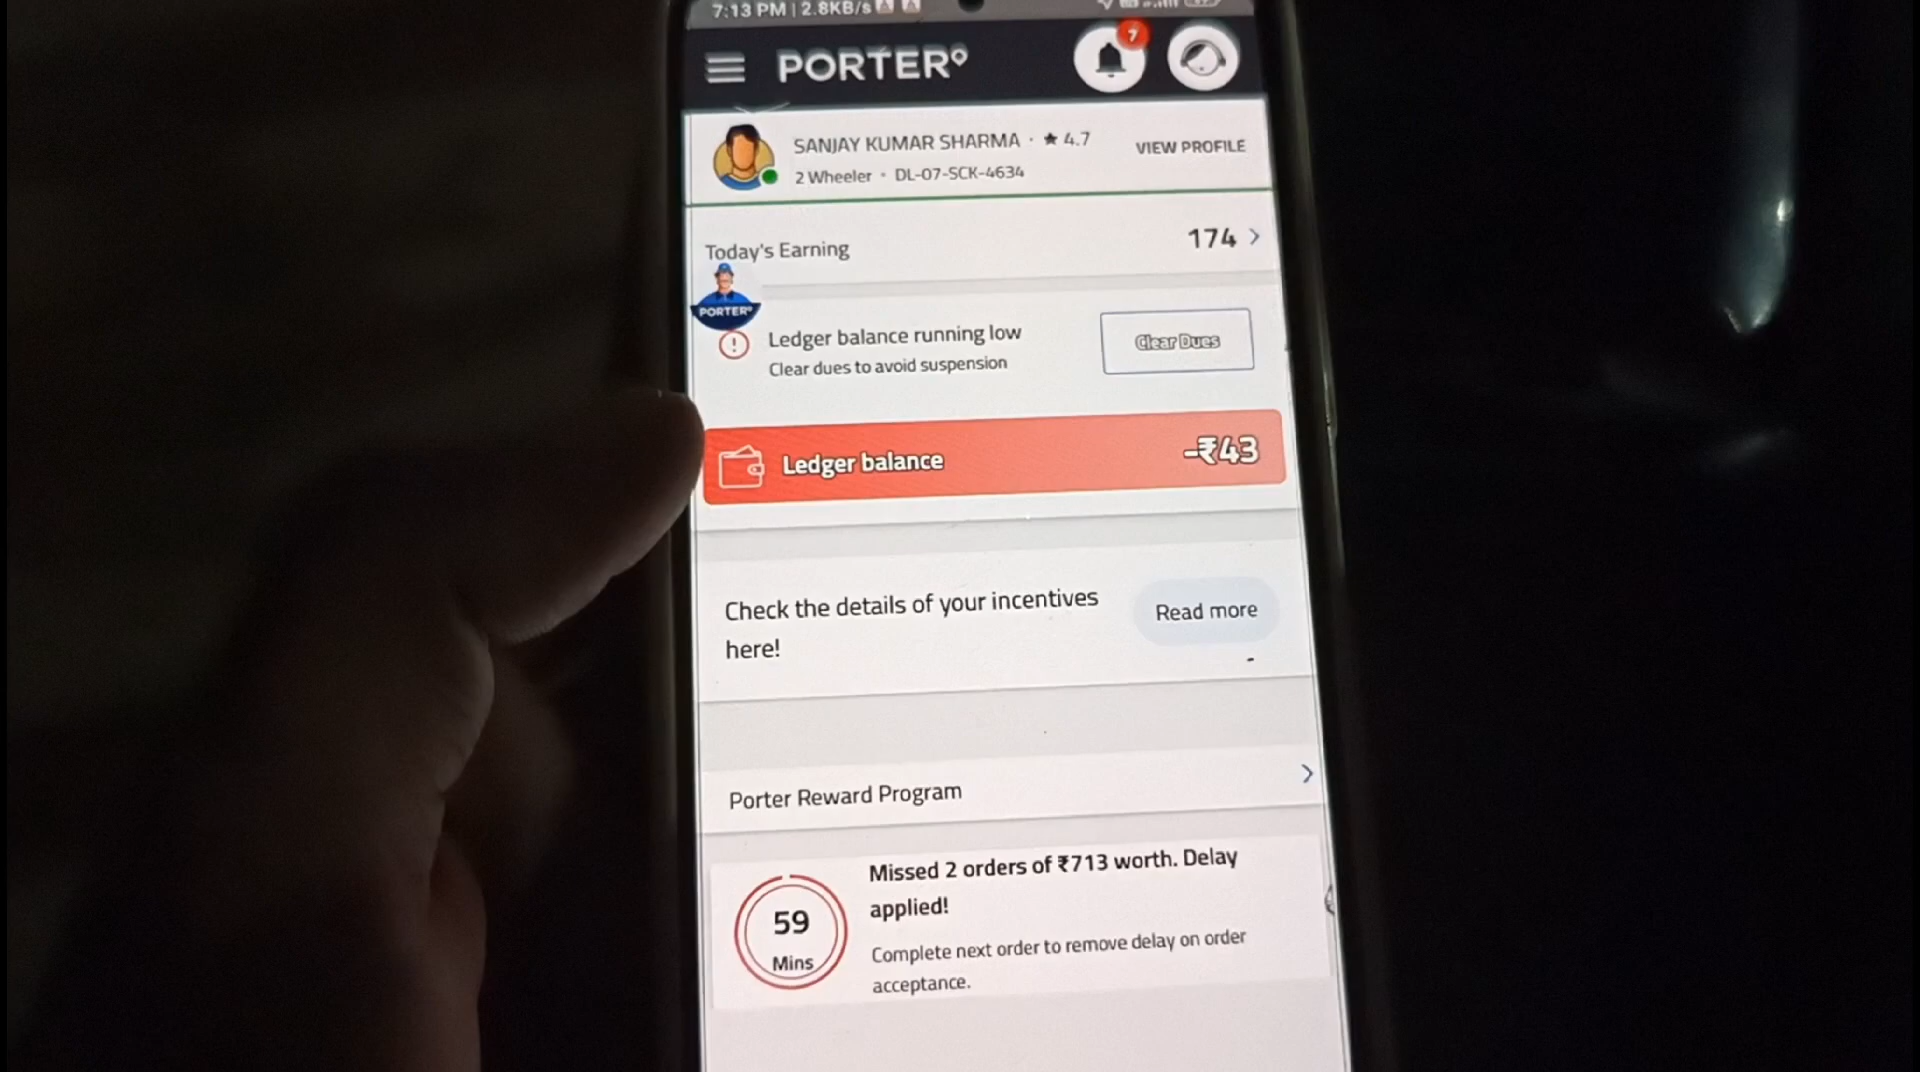 7:13 PM | 2.8KB/s
PORTER
7
SANJAY KUMAR SHARMA · ★ 4.7
VIEW PROFILE
2 Wheeler · DL-07-SCK-4634
Today's Earning
174 >
PORTER
Ledger balance running low
Clear dues to avoid suspension
Clear Dues
Ledger balance
-₹43
Check the details of your incentives
here!
Read more
Porter Reward Program
59
Mins
Missed 2 orders of ₹713 worth. Delay
applied!
Complete next order to remove delay on order
acceptance.